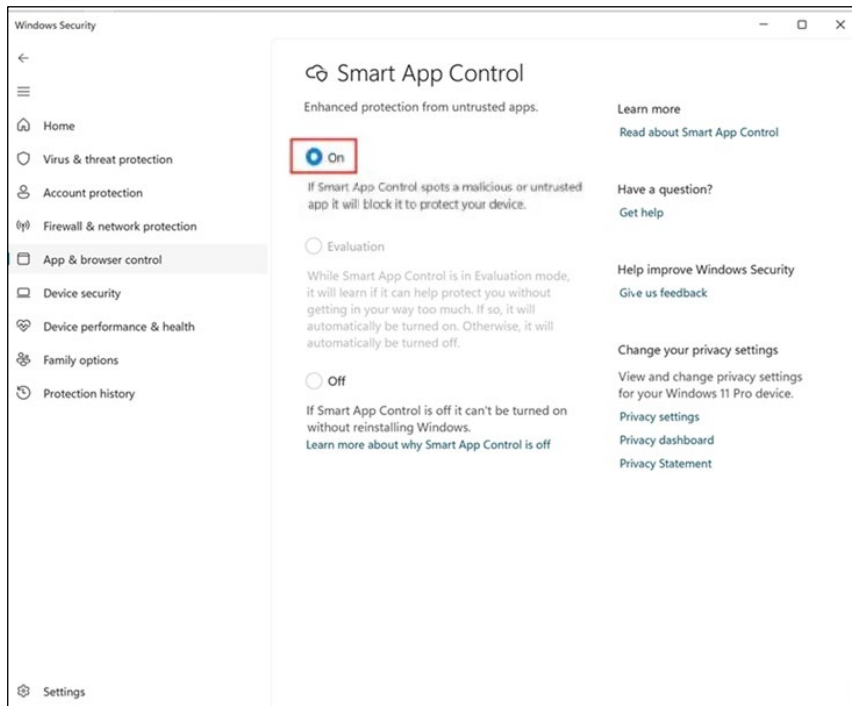 Windows Security
Home
Virus & threat protection
Account protection
Firewall & network protection
App & browser control
Device security
Device performance & health
Family options
Protection history
Settings
Smart App Control
Enhanced protection from untrusted apps.
On
If Smart App Control spots a malicious or untrusted
app it will block it to protect your device.
Evaluation
While Smart App Control is in Evaluation mode,
it will learn if it can help protect you without
getting in your way too much. If so, it will
automatically be turned on. Otherwise, it will
automatically be turned off.
Off
If Smart App Control is off it can't be turned on
without reinstalling Windows.
Learn more about why Smart App Control is off
Learn more
Read about Smart App Control
Have a question?
Get help
Help improve Windows Security
Give us feedback
Change your privacy settings
View and change privacy settings
for your Windows 11 Pro device.
Privacy settings
Privacy dashboard
Privacy Statement